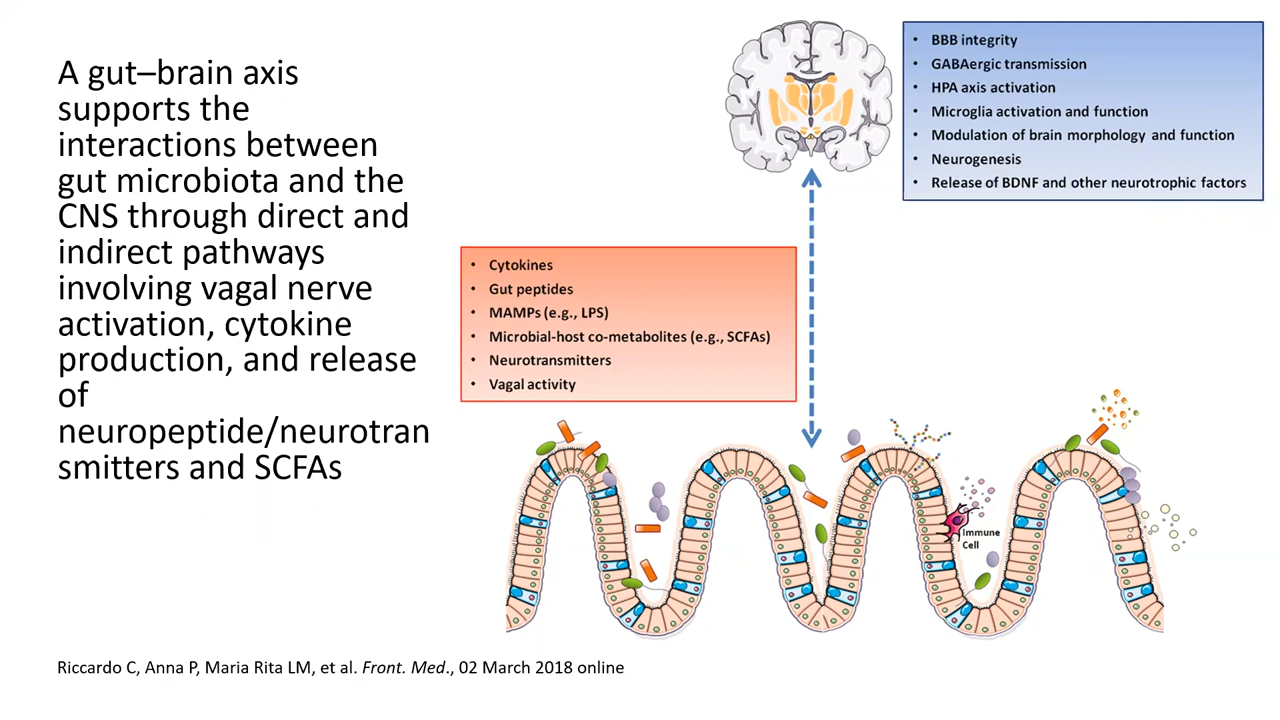 A gut–brain axis
supports the
interactions between
gut microbiota and the
CNS through direct and
indirect pathways
involving vagal nerve
activation, cytokine
production, and release
of
neuropeptide/neurotran
smitters and SCFAs
• BBB integrity
• GABAergic transmission
• HPA axis activation
• Microglia activation and function
• Modulation of brain morphology and function
• Neurogenesis
• Release of BDNF and other neurotrophic factors
• Cytokines
• Gut peptides
• MAMPs (e.g., LPS)
• Microbial-host co-metabolites (e.g., SCFAs)
• Neurotransmitters
• Vagal activity
Immune
Cell
Riccardo C, Anna P, Maria Rita LM, et al. Front. Med., 02 March 2018 online